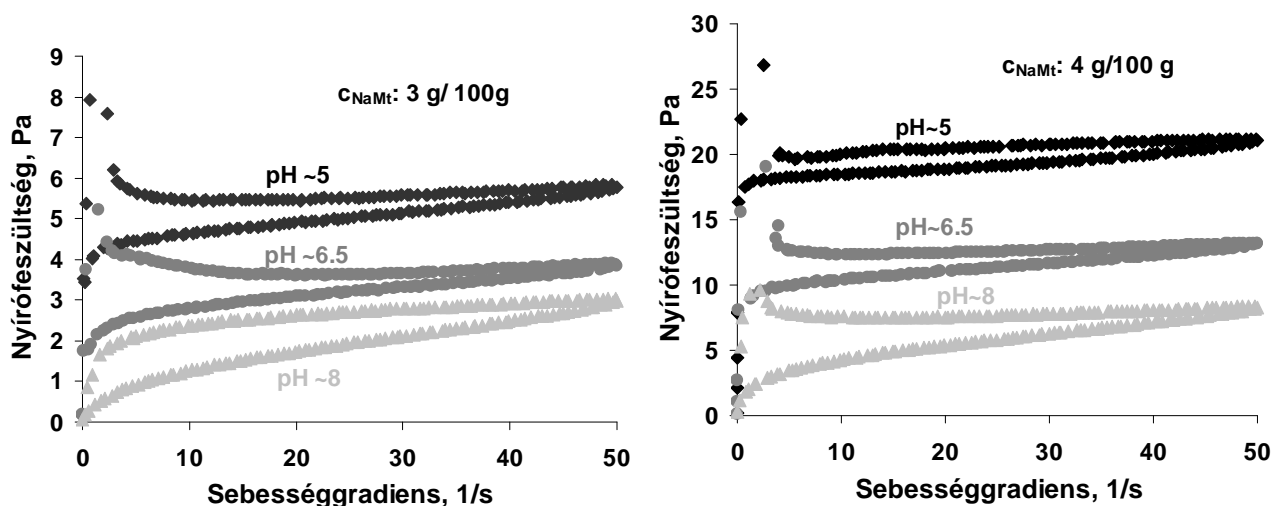 Nyírófeszültség, Pa
9
8
7
6
5
4
3
2
1
0
c_NaMt: 3 g/ 100g
pH ~5
pH ~6.5
pH ~8
0 10 20 30 40 50
Sebességgradiens, 1/s
Nyírófeszültség, Pa
30
25
20
15
10
5
0
c_NaMt: 4 g/100 g
pH~5
pH~6.5
pH~8
0 10 20 30 40 50
Sebességgradiens, 1/s